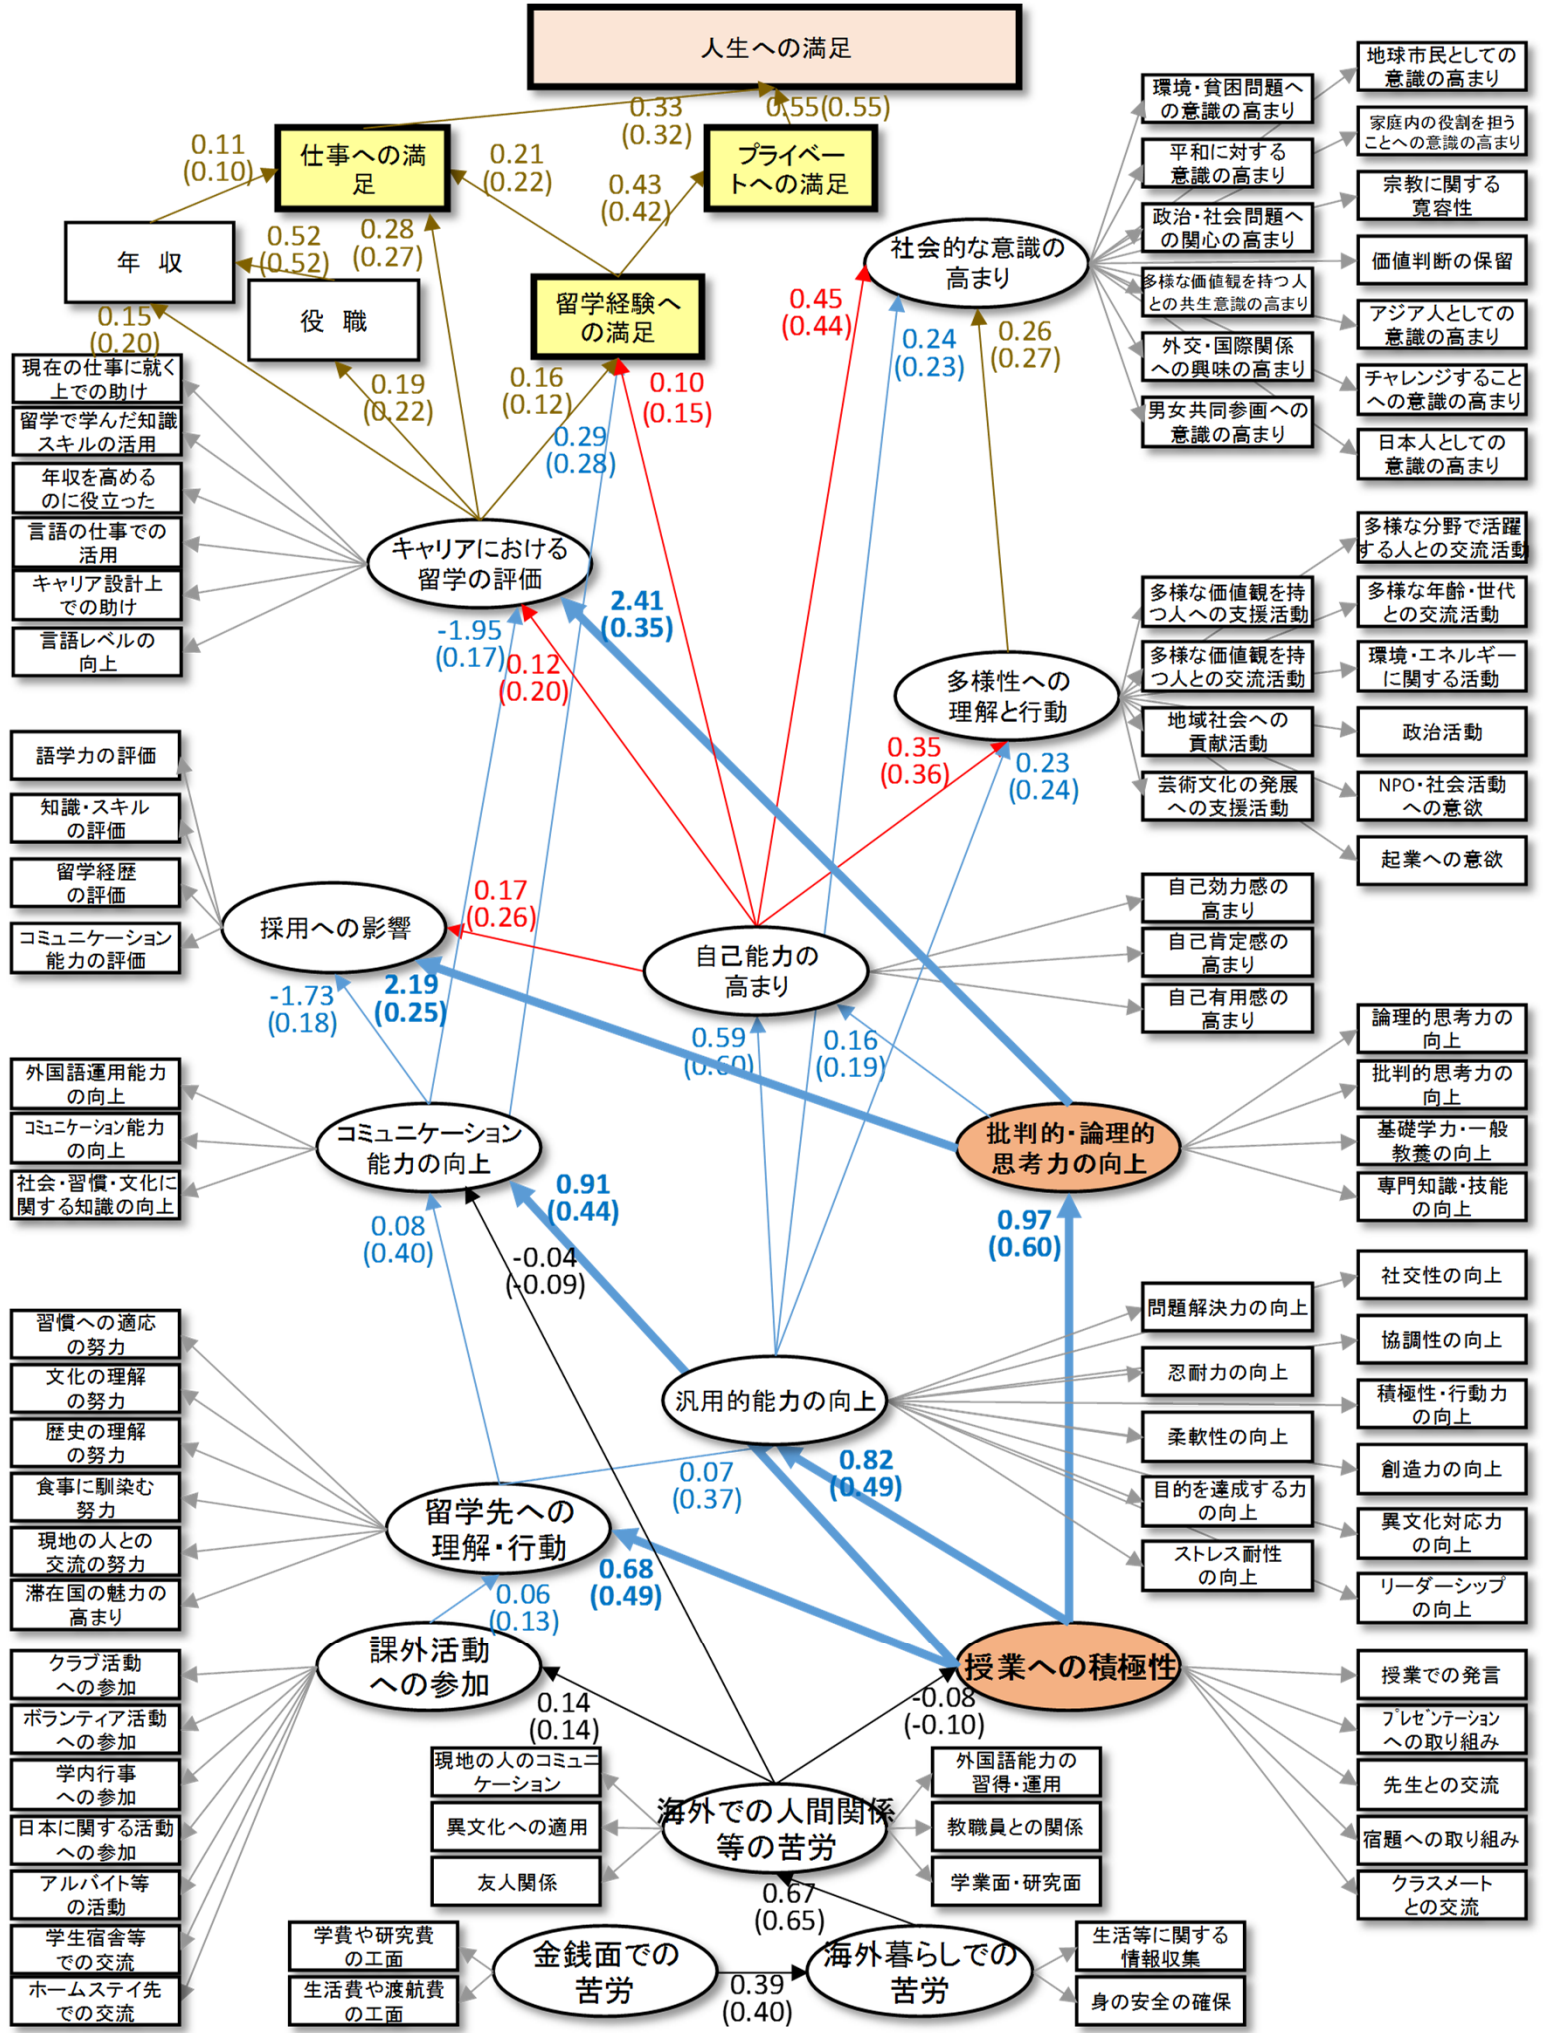 人生への満足
0.33
(0.32)
0.55(0.55)
0.11
(0.10)
仕事への満
足
0.21
(0.22)
0.43
(0.42)
プライベー
トへの満足
年 収
0.52
(0.52)
0.28
(0.27)
役 職
留学経験へ
の満足
0.15
(0.20)
0.19
(0.22)
0.16
(0.12)
0.10
(0.15)
0.29
(0.28)
0.45
(0.44)
0.24
(0.23)
0.26
(0.27)
社会的な意識の
高まり
環境・貧困問題へ
の意識の高まり
平和に対する
意識の高まり
政治・社会問題へ
の関心の高まり
多様な価値観を持つ人
との共生意識の高まり
外交・国際関係
への興味の高まり
男女共同参画への
意識の高まり
地球市民としての
意識の高まり
家庭内の役割を担う
ことへの意識の高まり
宗教に関する
寛容性
価値判断の保留
アジア人としての
意識の高まり
チャレンジすること
への意識の高まり
日本人としての
意識の高まり
現在の仕事に就く
上での助け
留学で学んだ知識
スキルの活用
年収を高める
のに役立った
言語の仕事での
活用
キャリア設計上
での助け
言語レベルの
向上
キャリアにおける
留学の評価
-1.95
(0.17)
0.12
(0.20)
2.41
(0.35)
多様性への
理解と行動
0.35
(0.36)
0.23
(0.24)
多様な価値観を持
つ人への支援活動
多様な価値観を持
つ人との交流活動
地域社会への
貢献活動
芸術文化の発展
への支援活動
多様な分野で活躍
する人との交流活動
多様な年齢・世代
との交流活動
環境・エネルギー
に関する活動
政治活動
NPO・社会活動
への意欲
起業への意欲
語学力の評価
知識・スキル
の評価
留学経歴
の評価
コミュニケーション
能力の評価
採用への影響
0.17
(0.26)
-1.73
(0.18)
2.19
(0.25)
自己能力の
高まり
0.59
(0.60)
0.16
(0.19)
自己効力感の
高まり
自己肯定感の
高まり
自己有用感の
高まり
外国語運用能力
の向上
コミュニケーション能力
の向上
社会・習慣・文化に
関する知識の向上
コミュニケーション
能力の向上
0.08
(0.40)
0.91
(0.44)
-0.04
(-0.09)
批判的・論理的
思考力の向上
0.97
(0.60)
論理的思考力の
向上
批判的思考力の
向上
基礎学力・一般
教養の向上
専門知識・技能
の向上
汎用的能力の向上
0.07
(0.37)
0.82
(0.49)
問題解決力の向上
忍耐力の向上
柔軟性の向上
目的を達成する力
の向上
ストレス耐性
の向上
社交性の向上
協調性の向上
積極性・行動力
の向上
創造力の向上
異文化対応力
の向上
リーダーシップ
の向上
習慣への適応
の努力
文化の理解
の努力
歴史の理解
の努力
食事に馴染む
努力
現地の人との
交流の努力
滞在国の魅力の
高まり
留学先への
理解・行動
0.68
(0.49)
0.06
(0.13)
クラブ活動
への参加
ボランティア活動
への参加
学内行事
への参加
日本に関する活動
への参加
アルバイト等
の活動
学生宿舎等
での交流
ホームステイ先
での交流
課外活動
への参加
0.14
(0.14)
授業への積極性
-0.08
(-0.10)
授業での発言
プレゼンテーション
への取り組み
先生との交流
宿題への取り組み
クラスメート
との交流
現地の人のコミュニ
ケーション
異文化への適用
友人関係
海外での人間関係
等の苦労
外国語能力の
習得・運用
教職員との関係
学業面・研究面
0.67
(0.65)
学費や研究費
の工面
生活費や渡航費
の工面
金銭面での
苦労
0.39
(0.40)
海外暮らしでの
苦労
生活等に関する
情報収集
身の安全の確保